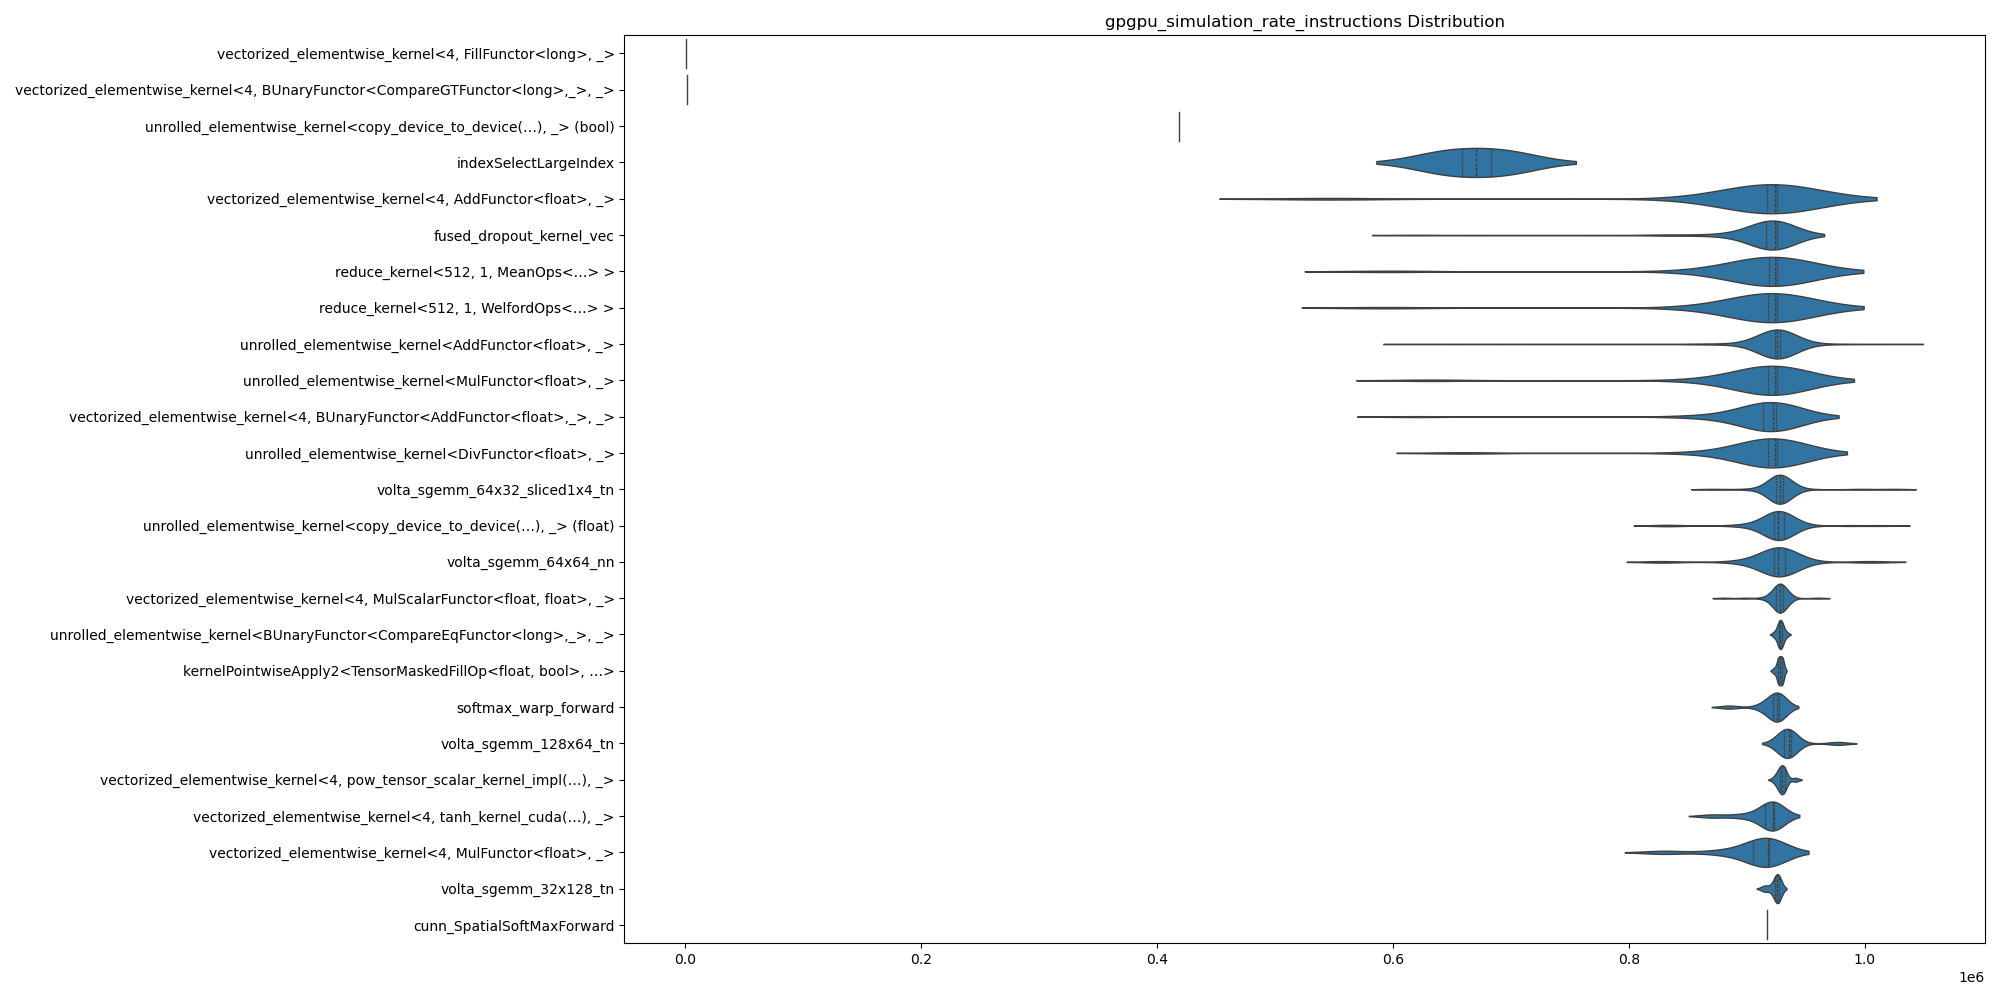 gpgpu_simulation_rate_instructions Distribution
vectorized_elementwise_kernel<4, FillFunctor<long>, _>
vectorized_elementwise_kernel<4, BUnaryFunctor<CompareGTFunctor<long>,_>, _>
unrolled_elementwise_kernel<copy_device_to_device(...), _> (bool)
indexSelectLargeIndex
vectorized_elementwise_kernel<4, AddFunctor<float>, _>
fused_dropout_kernel_vec
reduce_kernel<512, 1, MeanOps<...> >
reduce_kernel<512, 1, WelfordOps<...> >
unrolled_elementwise_kernel<AddFunctor<float>, _>
unrolled_elementwise_kernel<MulFunctor<float>, _>
vectorized_elementwise_kernel<4, BUnaryFunctor<AddFunctor<float>,_>, _>
unrolled_elementwise_kernel<DivFunctor<float>, _>
volta_sgemm_64x32_sliced1x4_tn
unrolled_elementwise_kernel<copy_device_to_device(...), _> (float)
volta_sgemm_64x64_nn
vectorized_elementwise_kernel<4, MulScalarFunctor<float, float>, _>
unrolled_elementwise_kernel<BUnaryFunctor<CompareEqFunctor<long>,_>, _>
kernelPointwiseApply2<TensorMaskedFillOp<float, bool>, ...>
softmax_warp_forward
volta_sgemm_128x64_tn
vectorized_elementwise_kernel<4, pow_tensor_scalar_kernel_impl(...), _>
vectorized_elementwise_kernel<4, tanh_kernel_cuda(...), _>
vectorized_elementwise_kernel<4, MulFunctor<float>, _>
volta_sgemm_32x128_tn
cunn_SpatialSoftMaxForward
0.0 0.2 0.4 0.6 0.8 1.0
1e6